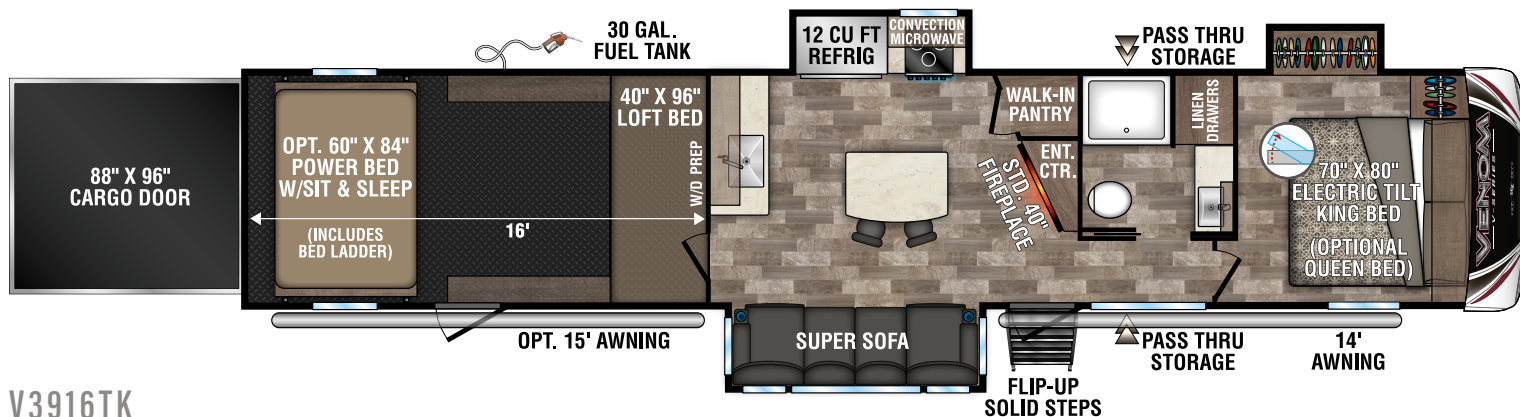 88" X 96"
CARGO DOOR
OPT. 60" X 84"
POWER BED
W/SIT & SLEEP
(INCLUDES
BED LADDER)
16'
30 GAL.
FUEL TANK
40" X 96"
LOFT BED
W/D PREP
12 CU FT
REFRIG
CONVECTION
MICROWAVE
WALK-IN
PANTRY
ENT.
CTR.
STD. 40"
FIREPLACE
PASS THRU
STORAGE
LINEN
DRAWERS
70" X 80"
ELECTRIC TILT
KING BED
(OPTIONAL
QUEEN BED)
VENOM
V-SERIES
OPT. 15' AWNING
SUPER SOFA
FLIP-UP
SOLID STEPS
PASS THRU
STORAGE
14'
AWNING
V3916TK